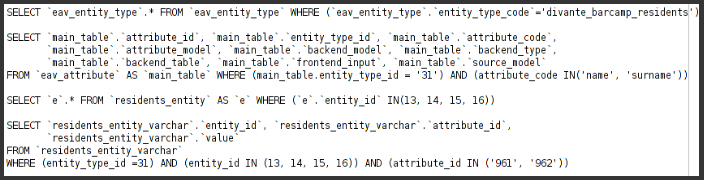 SELECT `eav_entity_type`.* FROM `eav_entity_type` WHERE (`eav_entity_type`.`entity_type_code`='divante_barcamp_residents')
SELECT `main_table`.`attribute_id`, `main_table`.`entity_type_id`, `main_table`.`attribute_code`,
`main_table`.`attribute_model`, `main_table`.`backend_model`, `main_table`.`backend_type`,
`main_table`.`backend_table`, `main_table`.`frontend_input`, `main_table`.`source_model`
FROM `eav_attribute` AS `main_table` WHERE (main_table.entity_type_id = '31') AND (attribute_code IN('name', 'surname'))
SELECT `e`.* FROM `residents_entity` AS `e` WHERE (`e`.`entity_id` IN(13, 14, 15, 16))
SELECT `residents_entity_varchar`.`entity_id`, `residents_entity_varchar`.`attribute_id`,
`residents_entity_varchar`.`value`
FROM `residents_entity_varchar`
WHERE (entity_type_id =31) AND (entity_id IN (13, 14, 15, 16)) AND (attribute_id IN ('961', '962'))